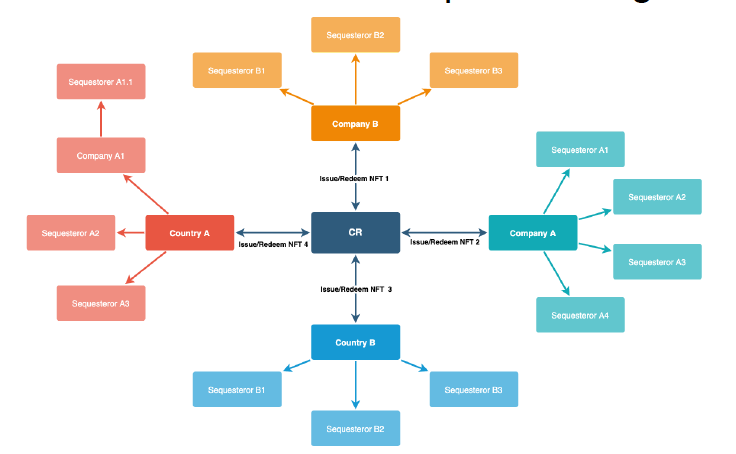 Sequesteror B2
Sequesteror B1
Sequesteror B3
Sequestorer A1.1
Company B
Company A1
Sequesteror A1
Issue/Redeem NFT 1
Sequesteror A2
Sequesteror A2
Country A
CR
Company A
Issue/Redeem NFT 4
Issue/Redeem NFT 2
Sequesteror A3
Issue/Redeem NFT 3
Sequesteror A3
Sequesteror A4
Country B
Sequesteror B1
Sequesteror B3
Sequesteror B2